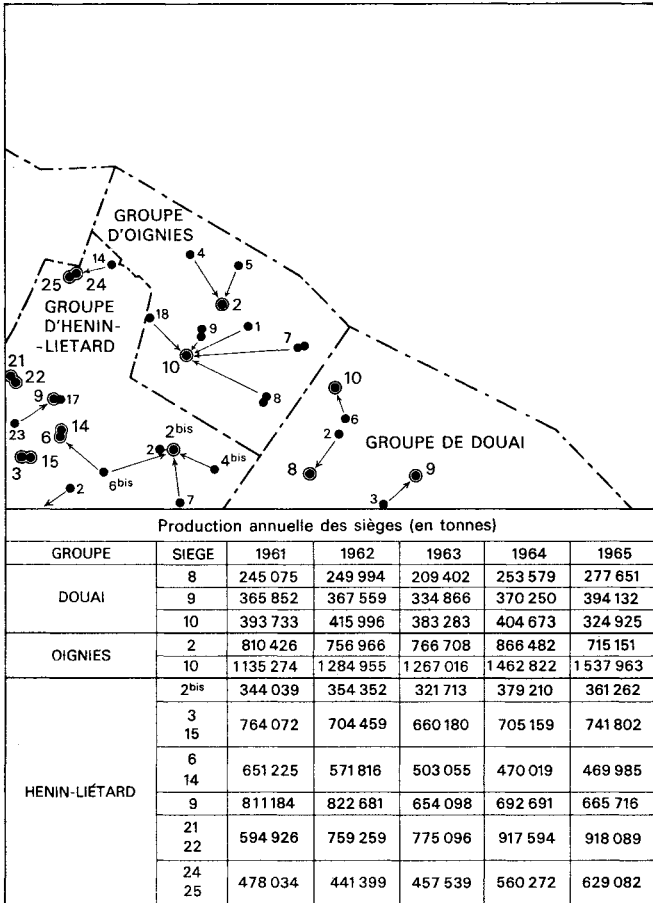 GROUPE
D'OIGNIES
4
5
14
25 24
2
GROUPE
D'HENIN-
-LIETARD
18
9
1
7
10
21
22
10
9 17
8
23
14
6
6
2
GROUPE DE DOUAI
2 2bis
3 15
4bis
8
9
6bis
2
7
3
Production annuelle des sièges (en tonnes)
GROUPE SIEGE 1961 1962 1963 1964 1965
DOUAI
8 245 075 249 994 209 402 253 579 277 651
9 365 852 367 559 334 866 370 250 394 132
10 393 733 415 996 383 283 404 673 324 925
OIGNIES
2 810 426 756 966 766 708 866 482 715 151
10 1 135 274 1 284 955 1 267 016 1 462 822 1 537 963
HENIN-LIÉTARD
2bis 344 039 354 352 321 713 379 210 361 262
3
15
764 072 704 459 660 180 705 159 741 802
6
14
651 225 571 816 503 055 470 019 469 985
9 811 184 822 681 654 098 692 691 665 716
21
22
594 926 759 259 775 096 917 594 918 089
24
25
478 034 441 399 457 539 560 272 629 082